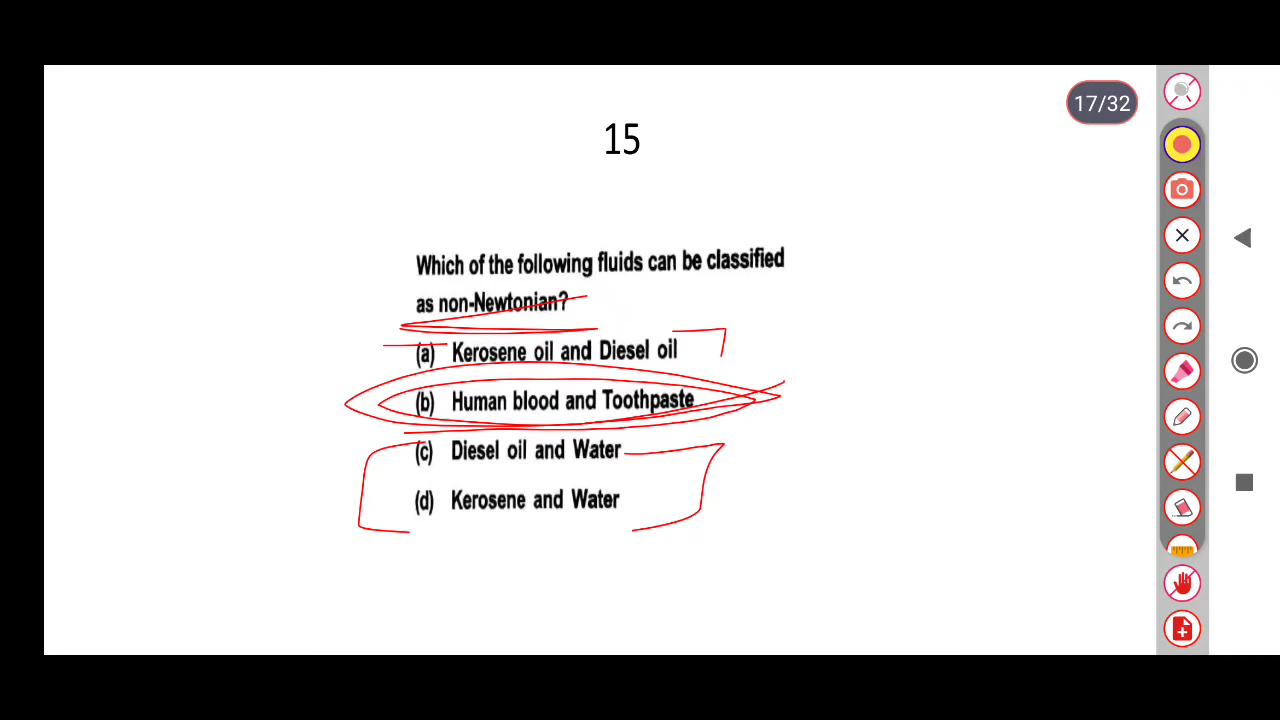 17/32
15
Which of the following fluids can be classified
as non-Newtonian?
(a) Kerosene oil and Diesel oil
(b) Human blood and Toothpaste
(c) Diesel oil and Water
(d) Kerosene and Water